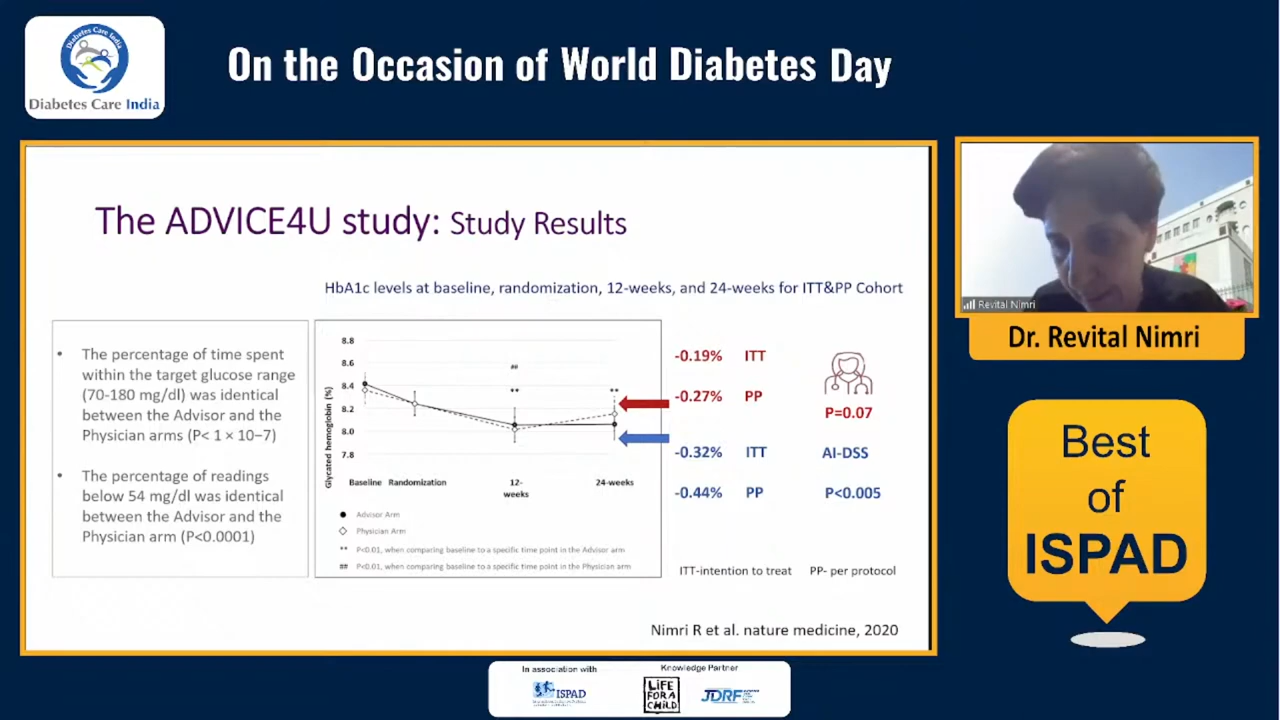 Diabetes Care India
Diabetes Care India
On the Occasion of World Diabetes Day
The ADVICE4U study: Study Results
HbA1c levels at baseline, randomization, 12-weeks, and 24-weeks for ITT&PP Cohort
• The percentage of time spent
within the target glucose range
(70-180 mg/dl) was identical
between the Advisor and the
Physician arms (P< 1 × 10−7)
• The percentage of readings
below 54 mg/dl was identical
between the Advisor and the
Physician arm (P<0.0001)
Glycated hemoglobin (%)
8.8
8.6
8.4
8.2
8.0
7.8
##
**
**
Baseline Randomization 12-weeks 24-weeks
Advisor Arm
Physician Arm
** P<0.01, when comparing baseline to a specific time point in the Advisor arm
## P<0.01, when comparing baseline to a specific time point in the Physician arm
-0.19% ITT
-0.27% PP
P=0.07
-0.32% ITT AI-DSS
-0.44% PP P<0.005
ITT-intention to treat PP- per protocol
Nimri R et al. nature medicine, 2020
Revital Nimri
Dr. Revital Nimri
Best
of
ISPAD
In association with
ISPAD
Knowledge Partner
LiFE
FOR A
CHiLD
JDRF